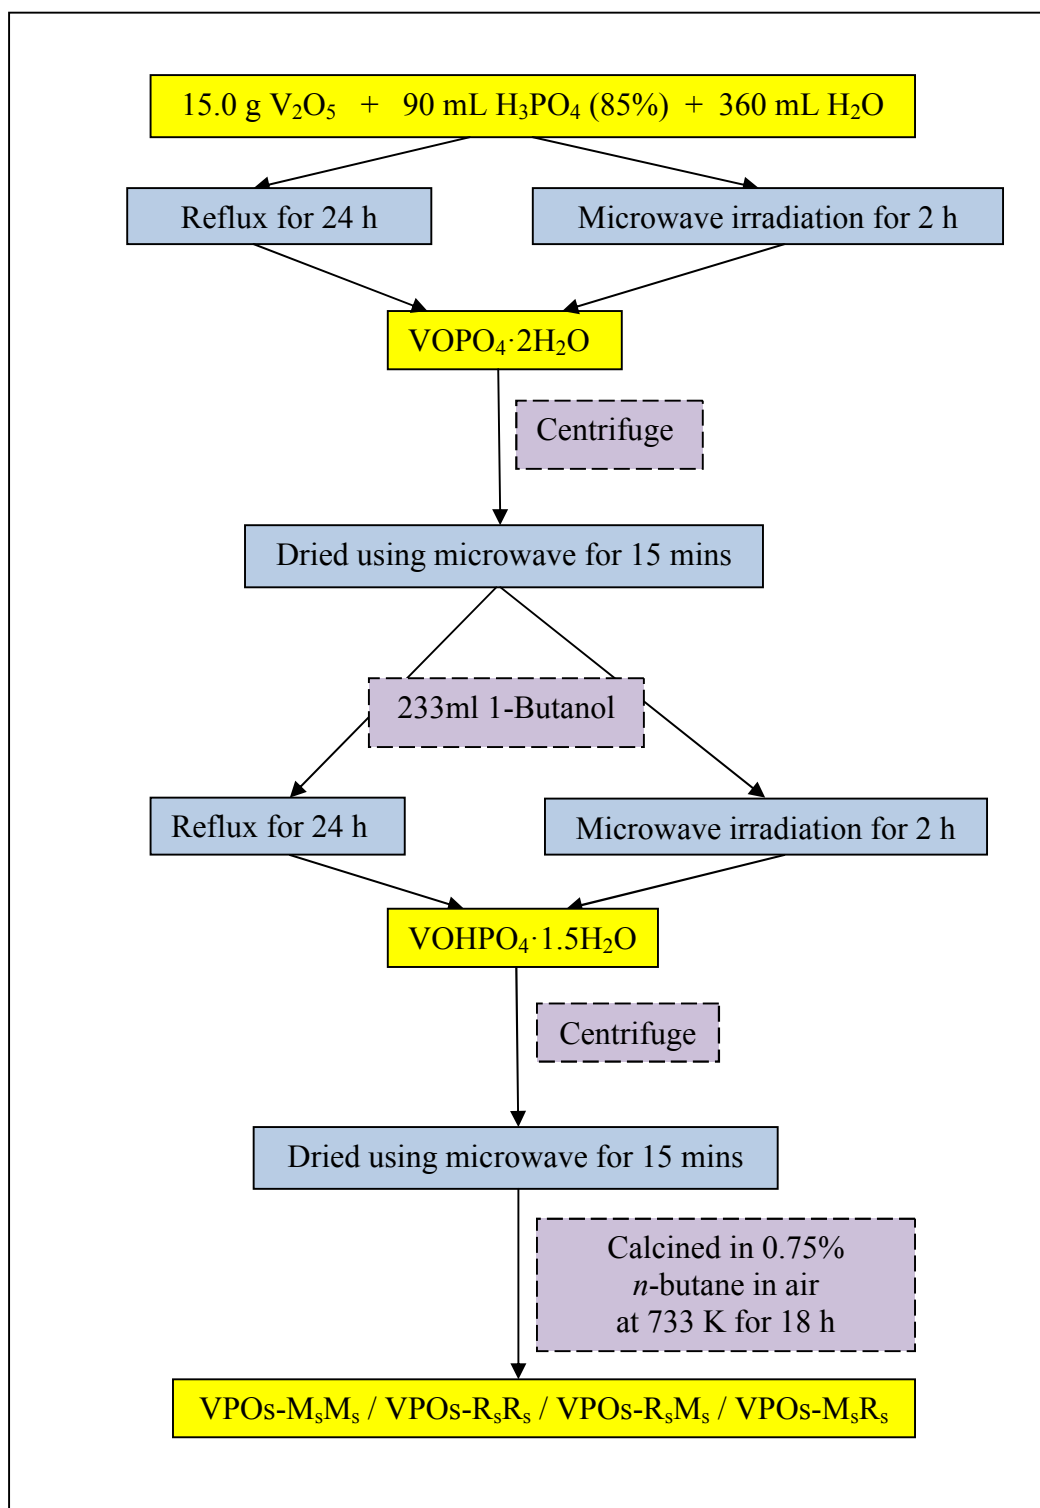 15.0 g V₂O₅ + 90 mL H₃PO₄ (85%) + 360 mL H₂O
Reflux for 24 h
Microwave irradiation for 2 h
VOPO₄·2H₂O
Centrifuge
Dried using microwave for 15 mins
233ml 1-Butanol
Reflux for 24 h
Microwave irradiation for 2 h
VOHPO₄·1.5H₂O
Centrifuge
Dried using microwave for 15 mins
Calcined in 0.75%
n-butane in air
at 733 K for 18 h
VPOs-MₛMₛ / VPOs-RₛRₛ / VPOs-RₛMₛ / VPOs-MₛRₛ